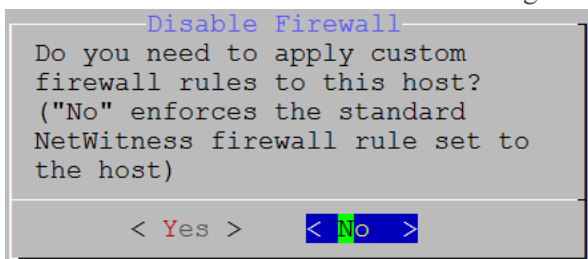 Disable Firewall
Do you need to apply custom
firewall rules to this host?
("No" enforces the standard
NetWitness firewall rule set to
the host)
< Yes > < No >